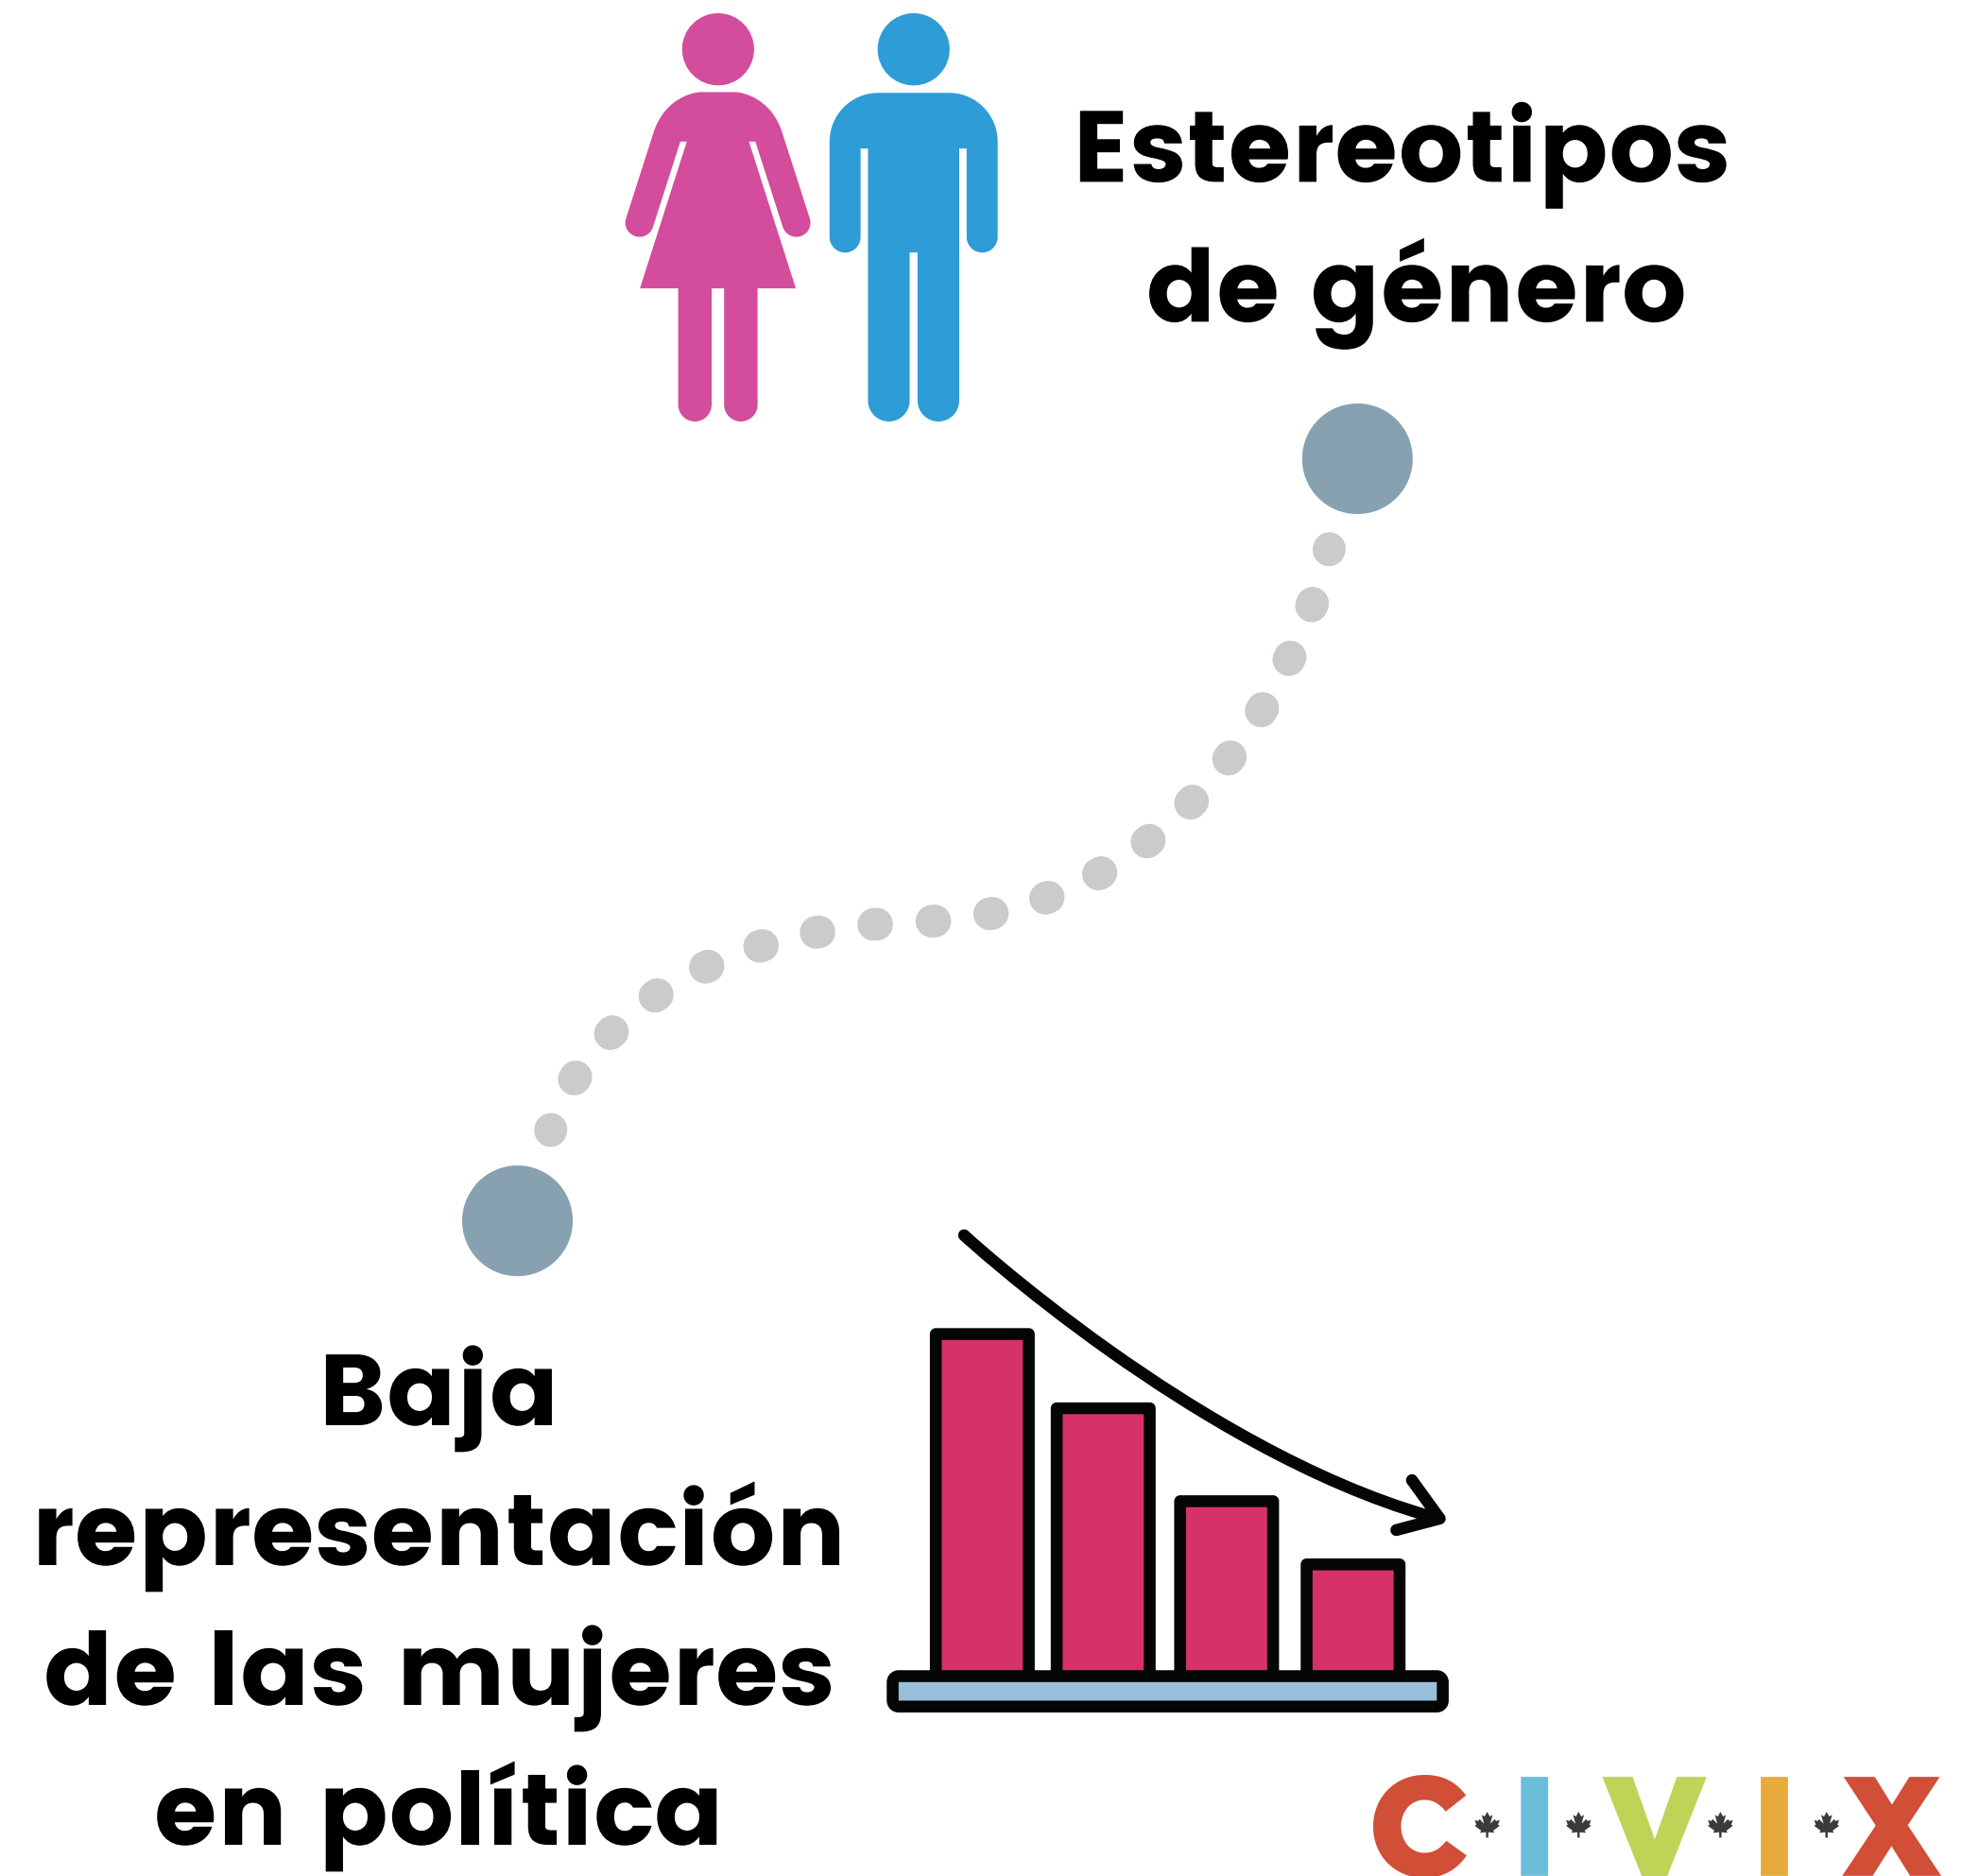 Estereotipos
de género
Baja
representación
de las mujeres
en política
CIVIX